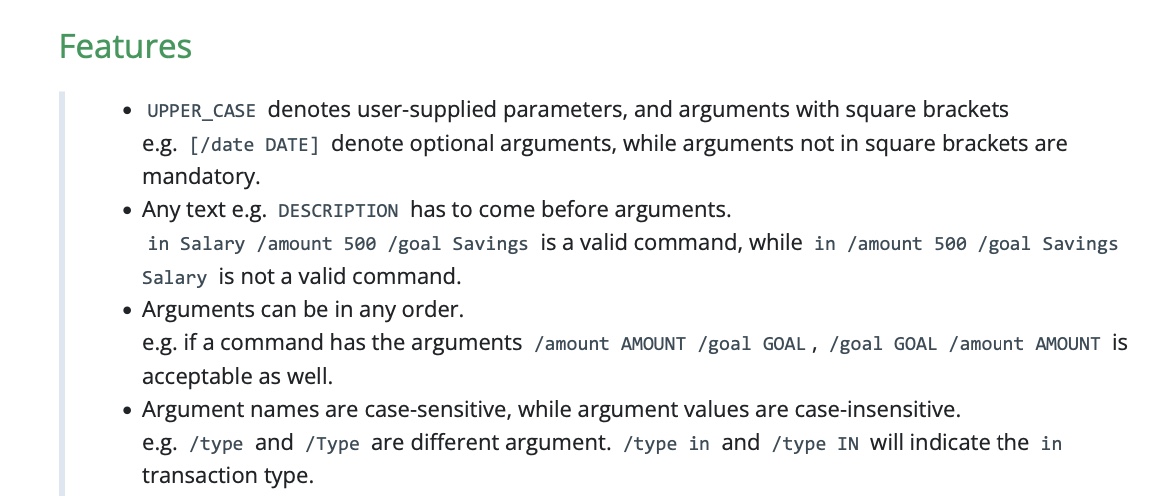 Features
• UPPER_CASE denotes user-supplied parameters, and arguments with square brackets
e.g. [/date DATE] denote optional arguments, while arguments not in square brackets are
mandatory.
• Any text e.g. DESCRIPTION has to come before arguments.
in Salary /amount 500 /goal Savings is a valid command, while in /amount 500 /goal Savings
Salary is not a valid command.
• Arguments can be in any order.
e.g. if a command has the arguments /amount AMOUNT /goal GOAL, /goal GOAL /amount AMOUNT is
acceptable as well.
• Argument names are case-sensitive, while argument values are case-insensitive.
e.g. /type and /Type are different argument. /type in and /type IN will indicate the in
transaction type.